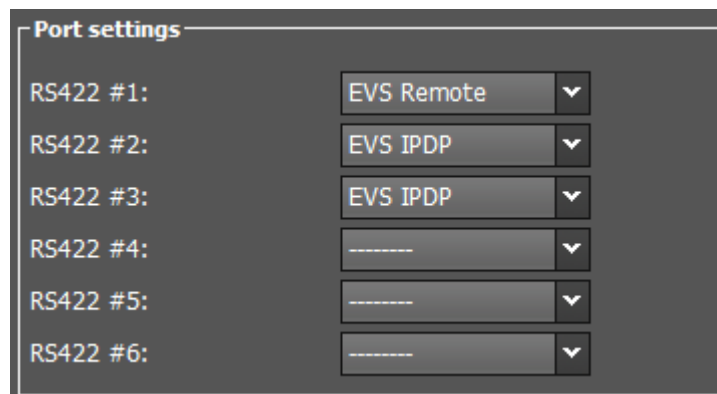 Port settings
RS422 #1: EVS Remote
RS422 #2: EVS IPDP
RS422 #3: EVS IPDP
RS422 #4: --------
RS422 #5: --------
RS422 #6: --------